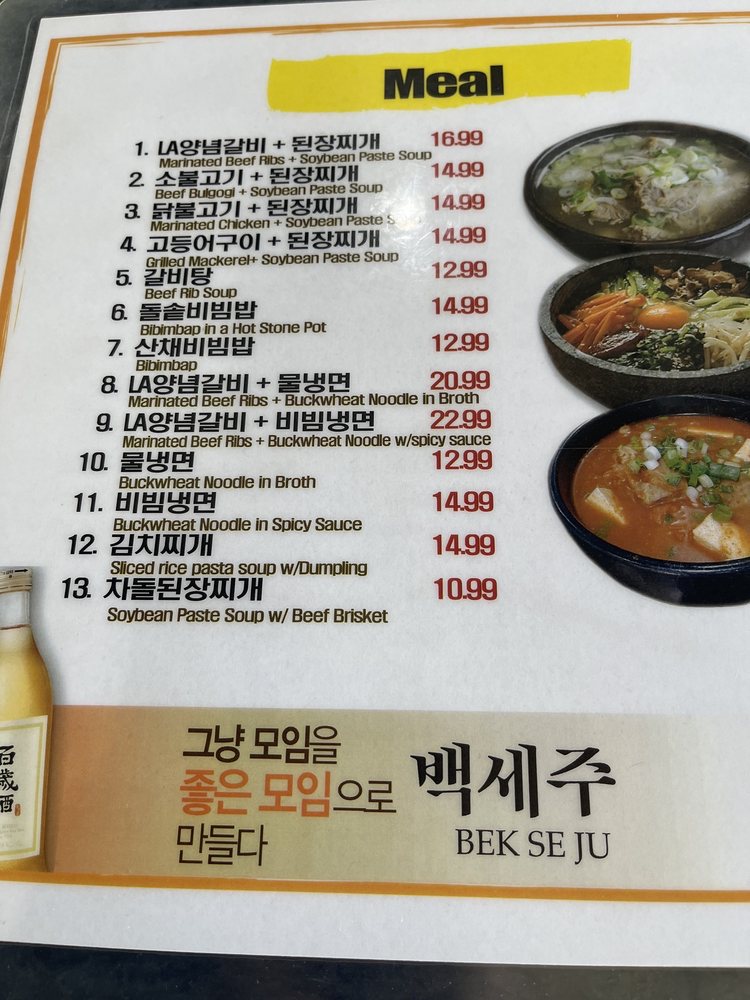 Meal
1. LA양념갈비 + 된장찌개 16.99
Marinated Beef Ribs + Soybean Paste Soup
2. 소불고기 + 된장찌개 14.99
Beef Bulgogi + Soybean Paste Soup
3. 닭불고기 + 된장찌개 14.99
Marinated Chicken + Soybean Paste Soup
4. 고등어구이 + 된장찌개 14.99
Grilled Mackerel+ Soybean Paste Soup
5. 갈비탕 12.99
Beef Rib Soup
6. 돌솥비빔밥 14.99
Bibimbap in a Hot Stone Pot
7. 산채비빔밥 12.99
Bibimbap
8. LA양념갈비 + 물냉면 20.99
Marinated Beef Ribs + Buckwheat Noodle in Broth
9. LA양념갈비 + 비빔냉면 22.99
Marinated Beef Ribs + Buckwheat Noodle w/spicy sauce
10. 물냉면 12.99
Buckwheat Noodle in Broth
11. 비빔냉면 14.99
Buckwheat Noodle in Spicy Sauce
12. 김치찌개 14.99
Sliced rice pasta soup w/Dumpling
13. 차돌된장찌개 10.99
Soybean Paste Soup w/ Beef Brisket
그냥 모임을
좋은 모임으로
만들다
백세주
BEK SE JU
百歲酒